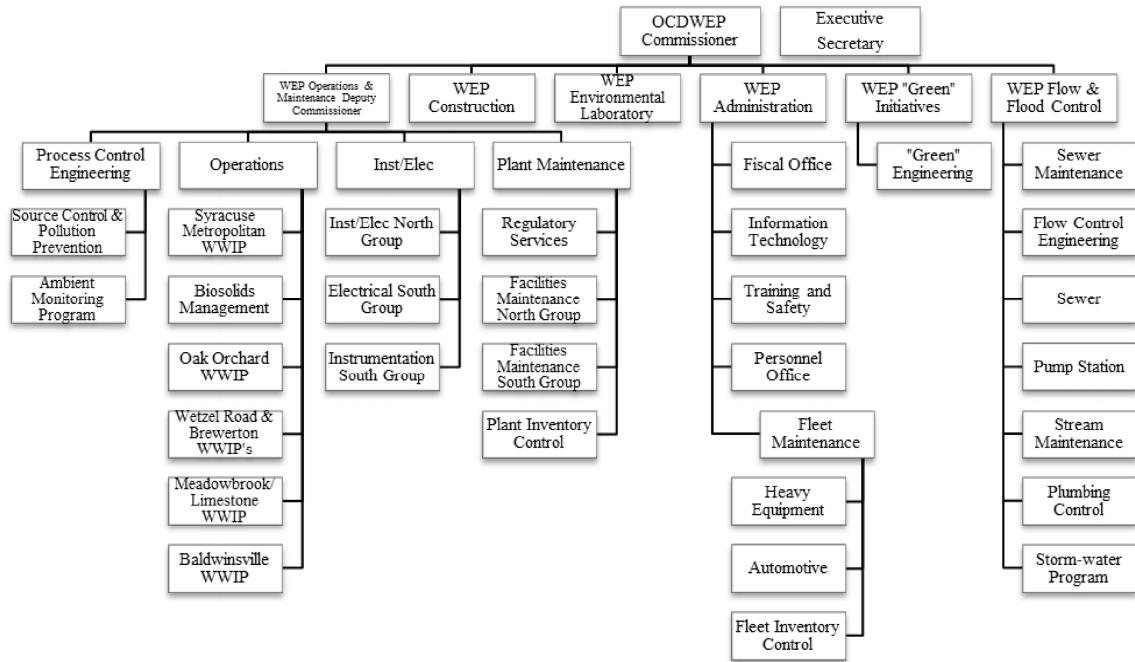 OCDWEP
Commissioner
Executive
Secretary
WEP Operations &
Maintenance Deputy
Commissioner
WEP
Construction
WEP
Environmental
Laboratory
WEP
Administration
WEP "Green"
Initiatives
WEP Flow &
Flood Control
Process Control
Engineering
Operations
Inst/Elec
Plant Maintenance
Fiscal Office
"Green"
Engineering
Sewer
Maintenance
Source Control &
Pollution
Prevention
Syracuse
Metropolitan
WWIP
Inst/Elec North
Group
Regulatory
Services
Information
Technology
Flow Control
Engineering
Ambient
Monitoring
Program
Biosolids
Management
Electrical South
Group
Facilities
Maintenance
North Group
Training and
Safety
Sewer
Oak Orchard
WWIP
Instrumentation
South Group
Facilities
Maintenance
South Group
Personnel
Office
Pump Station
Wetzel Road &
Brewerton
WWIP's
Plant Inventory
Control
Fleet
Maintenance
Stream
Maintenance
Meadowbrook/
Limestone
WWIP
Heavy
Equipment
Plumbing
Control
Baldwinsville
WWIP
Automotive
Storm-water
Program
Fleet Inventory
Control